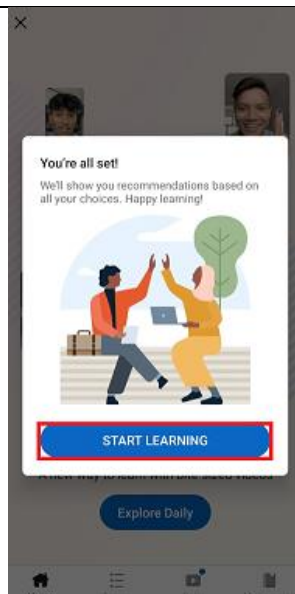 You're all set!
We'll show you recommendations based on
all your choices. Happy learning!
START LEARNING
A new way to learn with bite-sized videos
Explore Daily